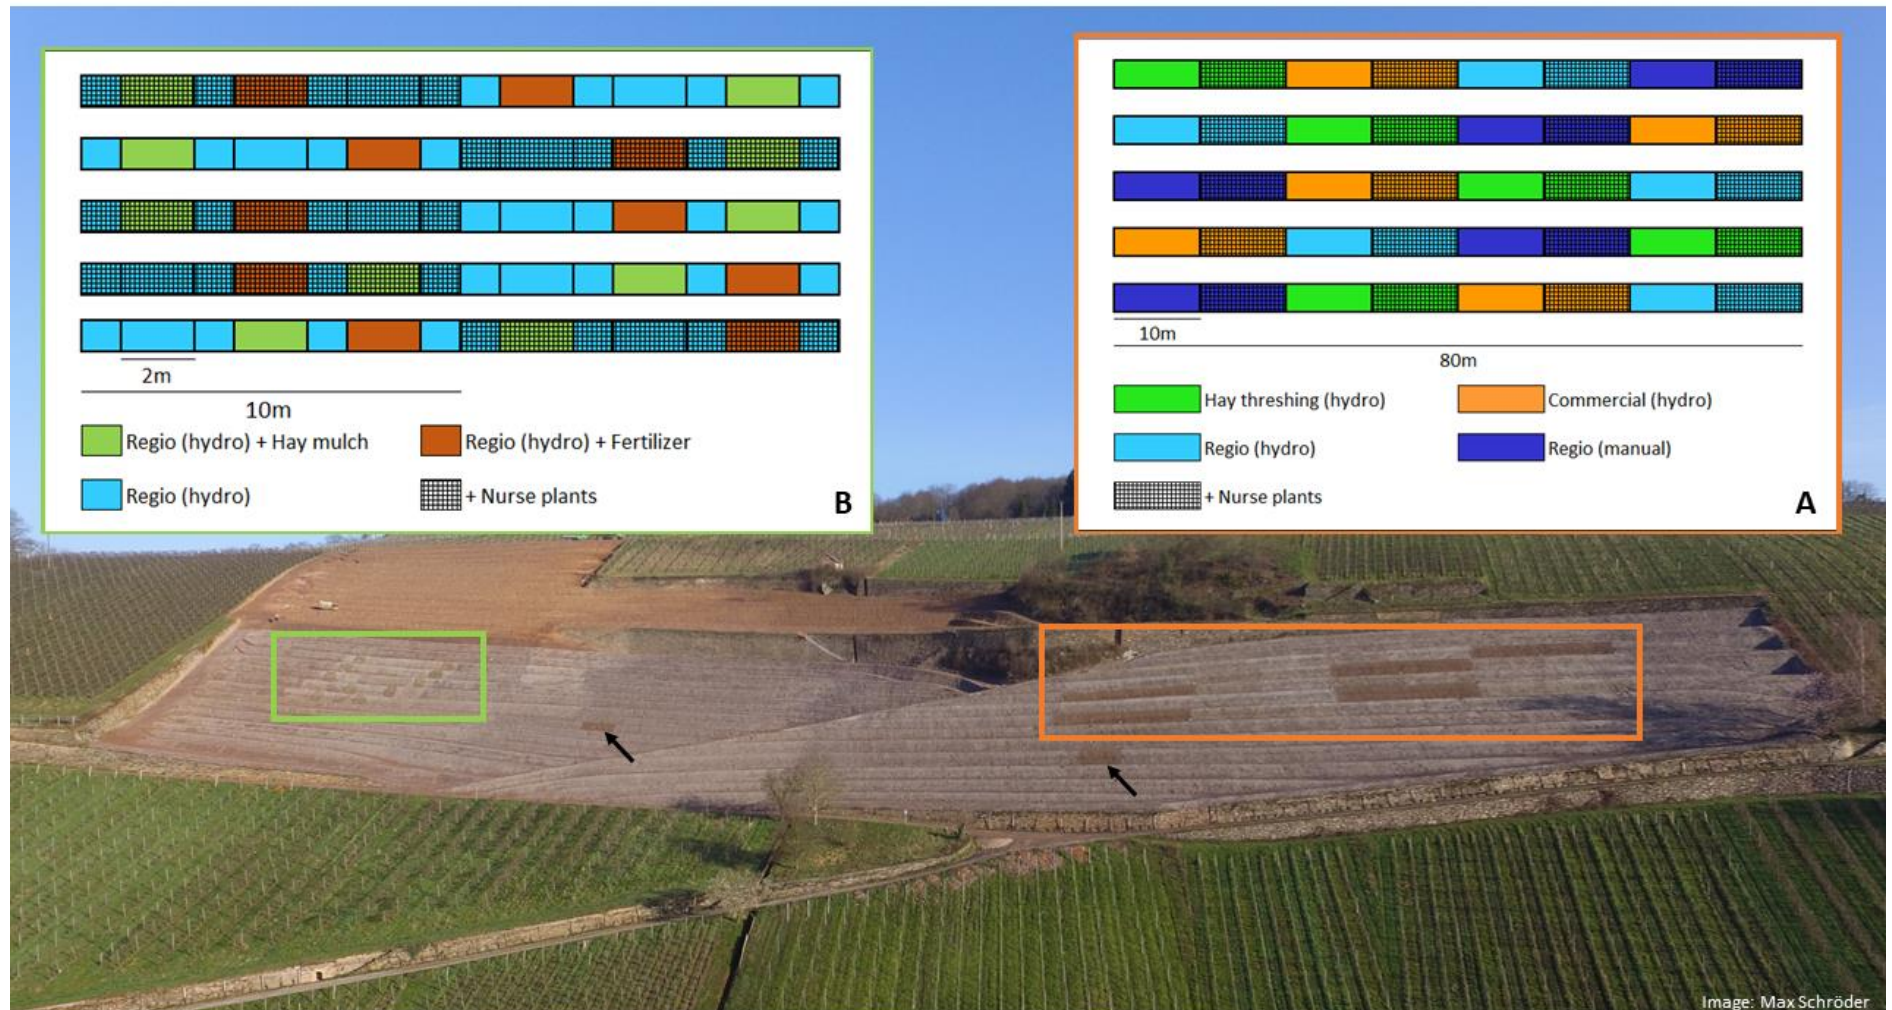 2m
10m
Regio (hydro) + Hay mulch
Regio (hydro) + Fertilizer
Regio (hydro)
+ Nurse plants
B
10m
80m
Hay threshing (hydro)
Commercial (hydro)
Regio (hydro)
Regio (manual)
+ Nurse plants
A
Image: Max Schröder